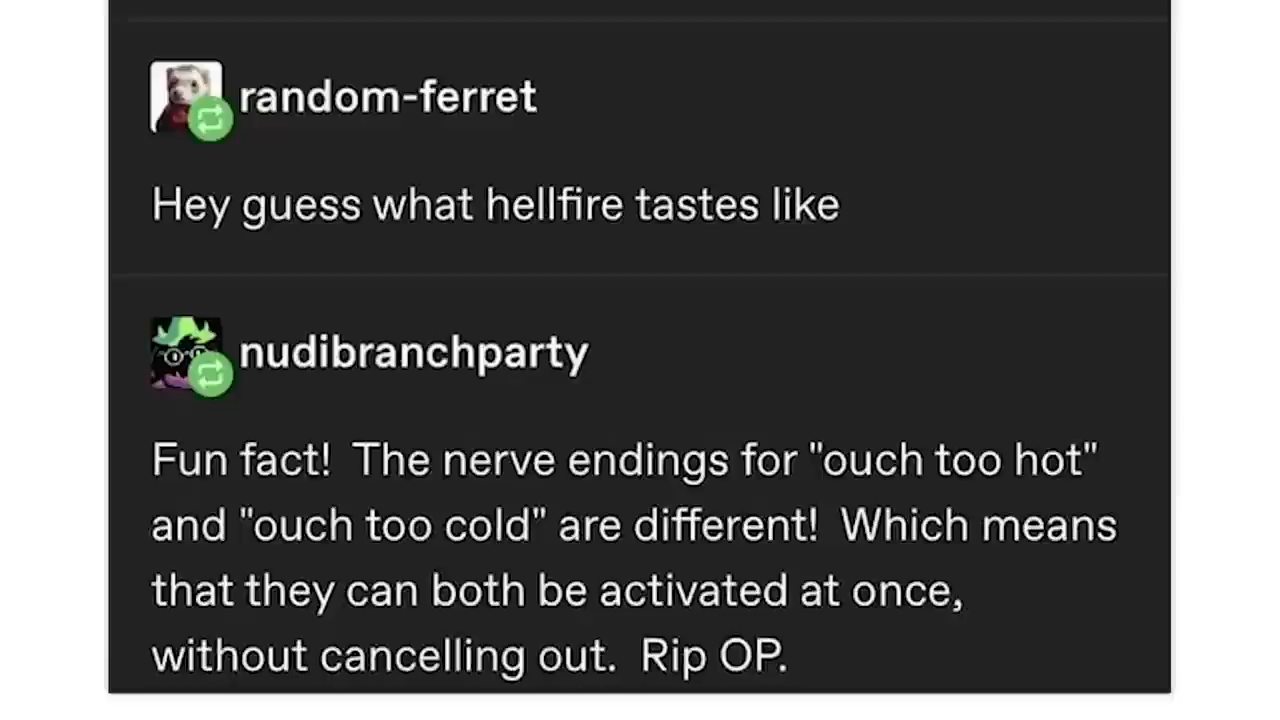 random-ferret
Hey guess what hellfire tastes like
nudibranchparty
Fun fact!  The nerve endings for "ouch too hot"
and "ouch too cold" are different!  Which means
that they can both be activated at once,
without cancelling out.  Rip OP.